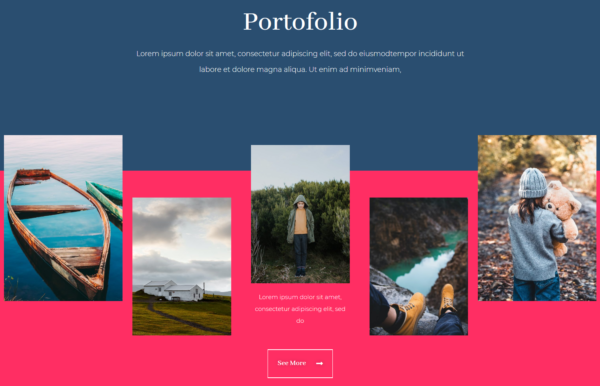 Portofolio
Lorem ipsum dolor sit amet, consectetur adipiscing elit, sed do eiusmodtempor incididunt ut
labore et dolore magna aliqua. Ut enim ad minimveniam,
Lorem ipsum dolor sit amet,
consectetur adipiscing elit, sed
do
See More